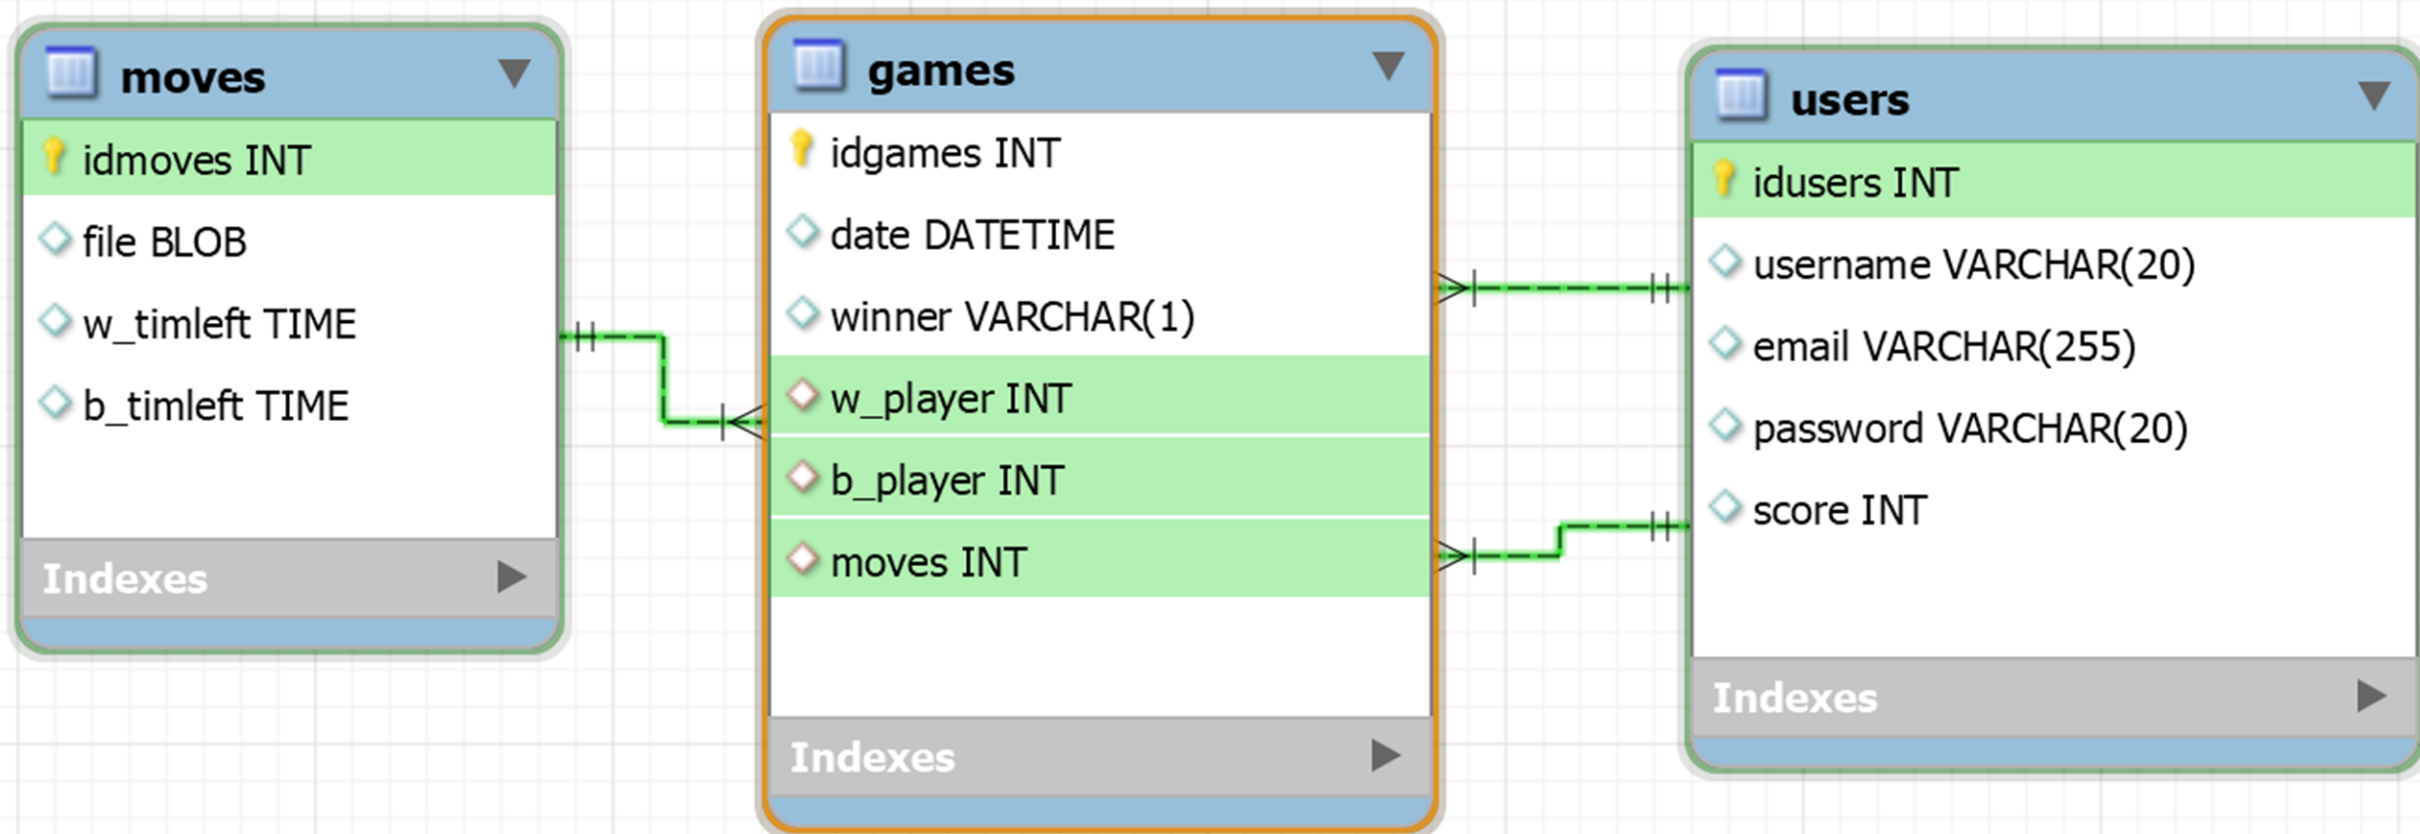 moves
idmoves INT
file BLOB
w_timleft TIME
b_timleft TIME
Indexes
games
idgames INT
date DATETIME
winner VARCHAR(1)
w_player INT
b_player INT
moves INT
Indexes
users
idusers INT
username VARCHAR(20)
email VARCHAR(255)
password VARCHAR(20)
score INT
Indexes